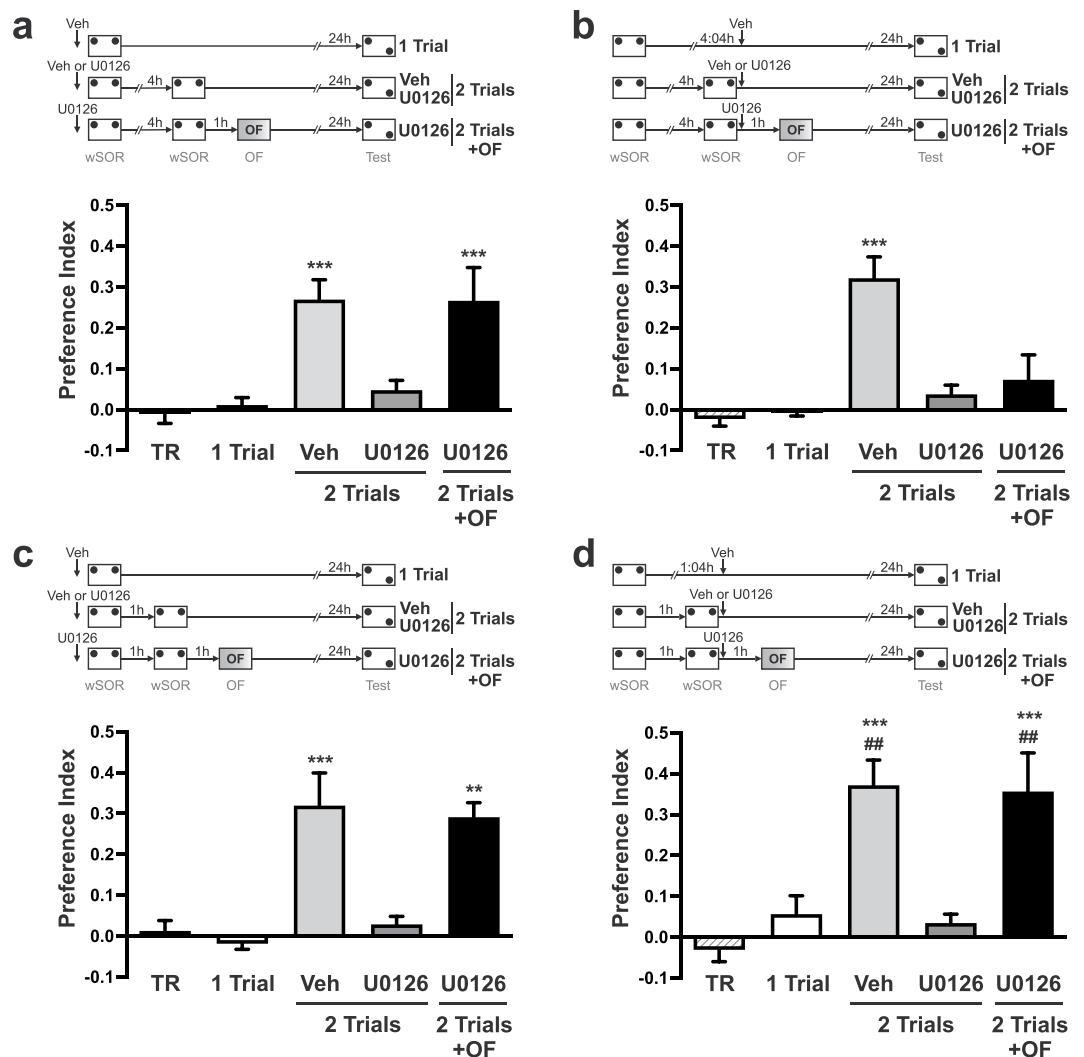 a
Veh
24h
1 Trial
Veh or U0126
4h
24h
Veh
U0126
2 Trials
U0126
4h
1h
OF
24h
U0126
2 Trials
+OF
wSOR
wSOR
OF
Test
Preference Index
0.5
0.4
0.3
0.2
0.1
0.0
-0.1
***
***
TR
1 Trial
Veh
U0126
U0126
2 Trials
2 Trials
+OF
b
Veh
4:04h
24h
1 Trial
Veh or U0126
4h
24h
Veh
U0126
2 Trials
U0126
4h
1h
OF
24h
U0126
2 Trials
+OF
wSOR
wSOR
OF
Test
Preference Index
0.5
0.4
0.3
0.2
0.1
0.0
-0.1
***
TR
1 Trial
Veh
U0126
U0126
2 Trials
2 Trials
+OF
c
Veh
24h
1 Trial
Veh or U0126
1h
24h
Veh
U0126
2 Trials
U0126
1h
1h
OF
24h
U0126
2 Trials
+OF
wSOR
wSOR
OF
Test
Preference Index
0.5
0.4
0.3
0.2
0.1
0.0
-0.1
***
**
TR
1 Trial
Veh
U0126
U0126
2 Trials
2 Trials
+OF
d
Veh
1:04h
24h
1 Trial
Veh or U0126
1h
24h
Veh
U0126
2 Trials
U0126
1h
1h
OF
24h
U0126
2 Trials
+OF
wSOR
wSOR
OF
Test
Preference Index
0.5
0.4
0.3
0.2
0.1
0.0
-0.1
***
##
***
##
TR
1 Trial
Veh
U0126
U0126
2 Trials
2 Trials
+OF